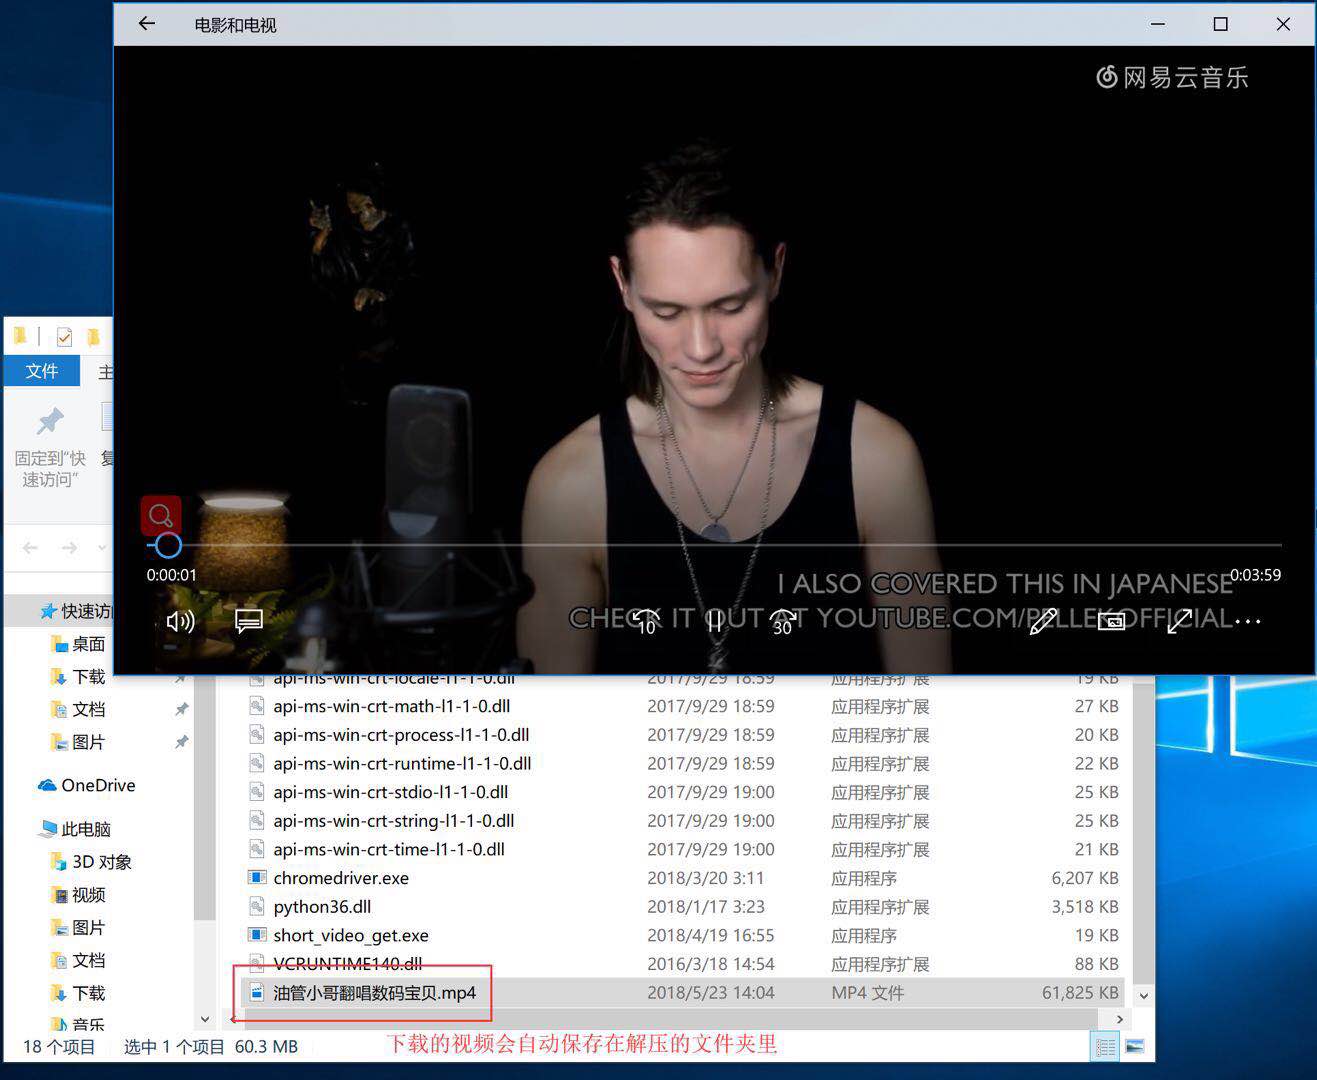 电影和电视
网易云音乐
I ALSO COVERED THIS IN JAPANESE
CHECK IT OUT AT YOUTUBE.COM/PELLEKOFFICIAL
0:00:01
0:03:59
10
30
文件
主
固定到“快
速访问”
复
快速访问
桌面
下载
文档
图片
OneDrive
此电脑
3D 对象
视频
图片
文档
下载
音乐
api-ms-win-crt-locale-l1-1-0.dll 2017/9/29 18:59 应用程序扩展 19 KB
api-ms-win-crt-math-l1-1-0.dll 2017/9/29 18:59 应用程序扩展 27 KB
api-ms-win-crt-process-l1-1-0.dll 2017/9/29 18:59 应用程序扩展 20 KB
api-ms-win-crt-runtime-l1-1-0.dll 2017/9/29 18:59 应用程序扩展 22 KB
api-ms-win-crt-stdio-l1-1-0.dll 2017/9/29 19:00 应用程序扩展 25 KB
api-ms-win-crt-string-l1-1-0.dll 2017/9/29 19:00 应用程序扩展 25 KB
api-ms-win-crt-time-l1-1-0.dll 2017/9/29 19:00 应用程序扩展 21 KB
chromedriver.exe 2018/3/20 3:11 应用程序 6,207 KB
python36.dll 2018/1/17 3:23 应用程序扩展 3,518 KB
short_video_get.exe 2018/4/19 16:55 应用程序 19 KB
VCRUNTIME140.dll 2016/3/18 14:54 应用程序扩展 88 KB
油管小哥翻唱数码宝贝.mp4 2018/5/23 14:04 MP4 文件 61,825 KB
18 个项目 选中 1 个项目 60.3 MB
下载的视频会自动保存在解压的文件夹里